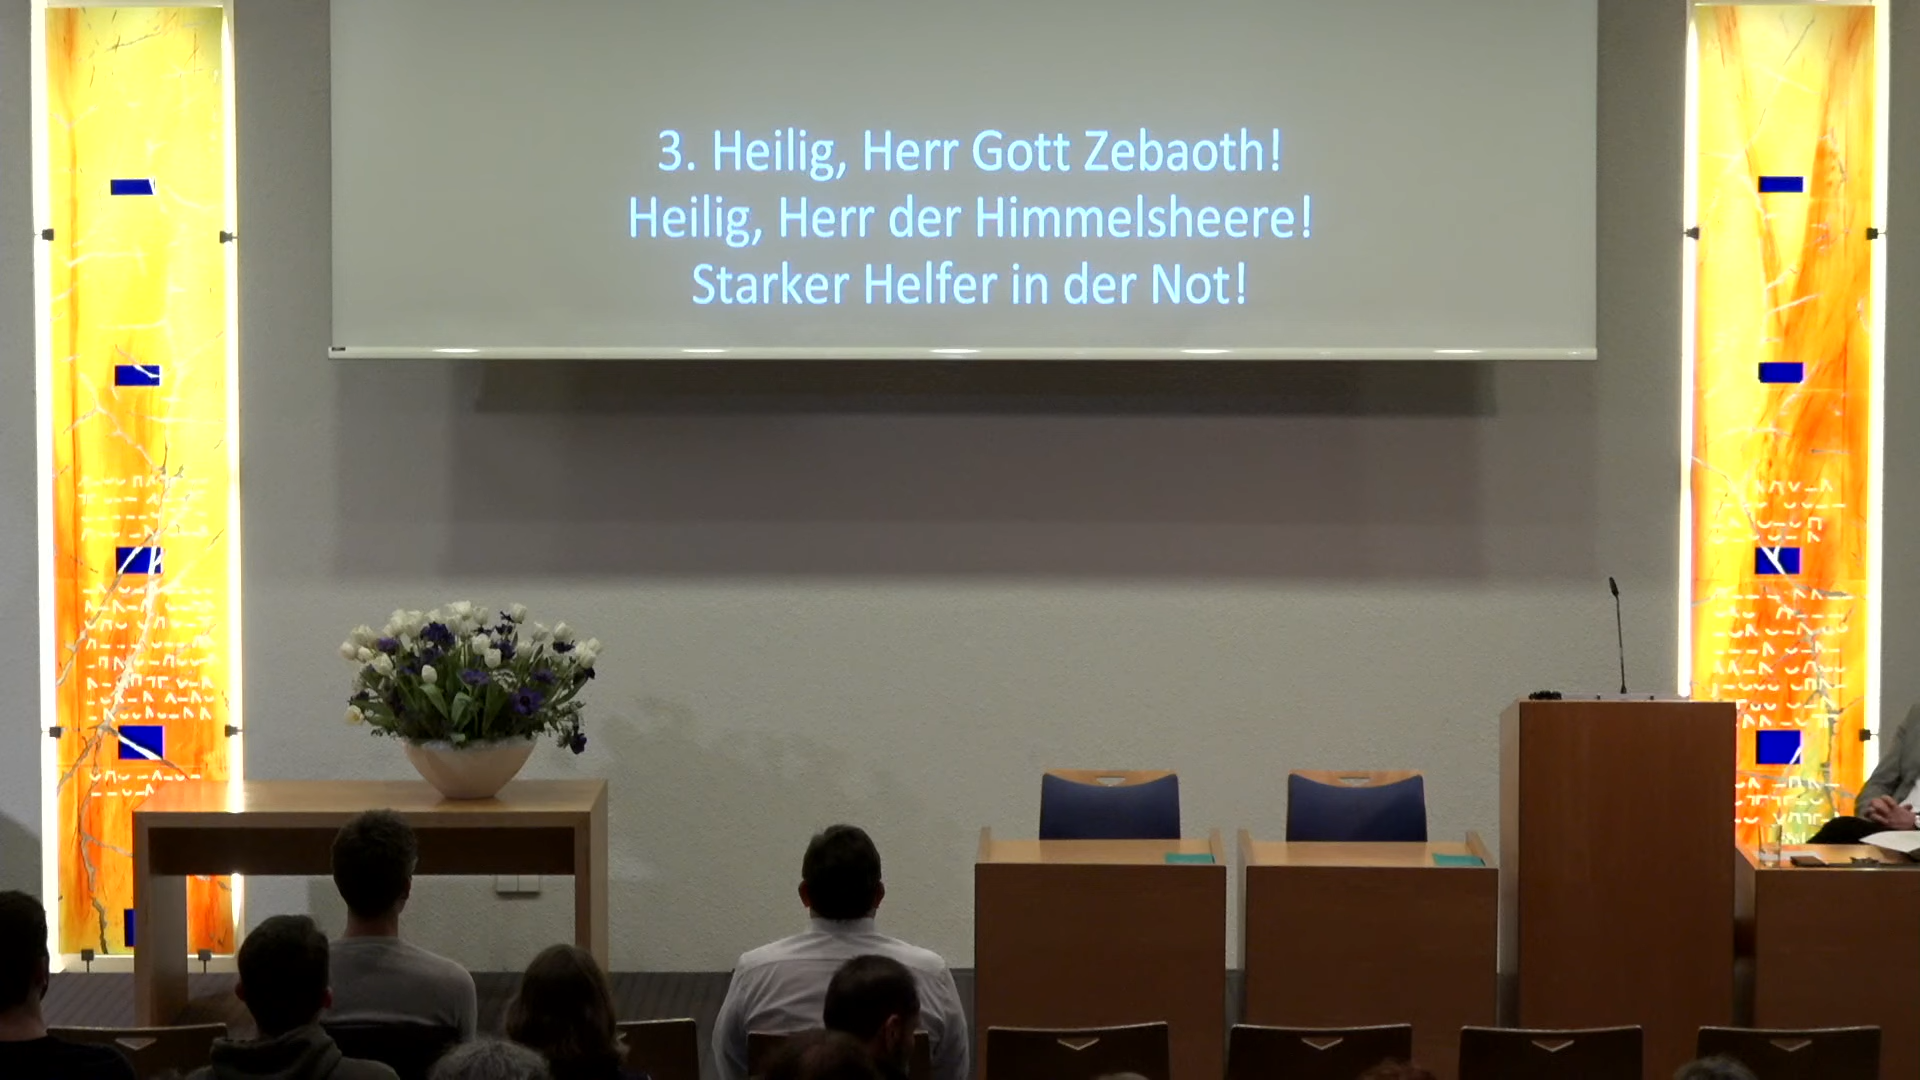 3. Heilig, Herr Gott Zebaoth!
Heilig, Herr der Himmelsheere!
Starker Helfer in der Not!